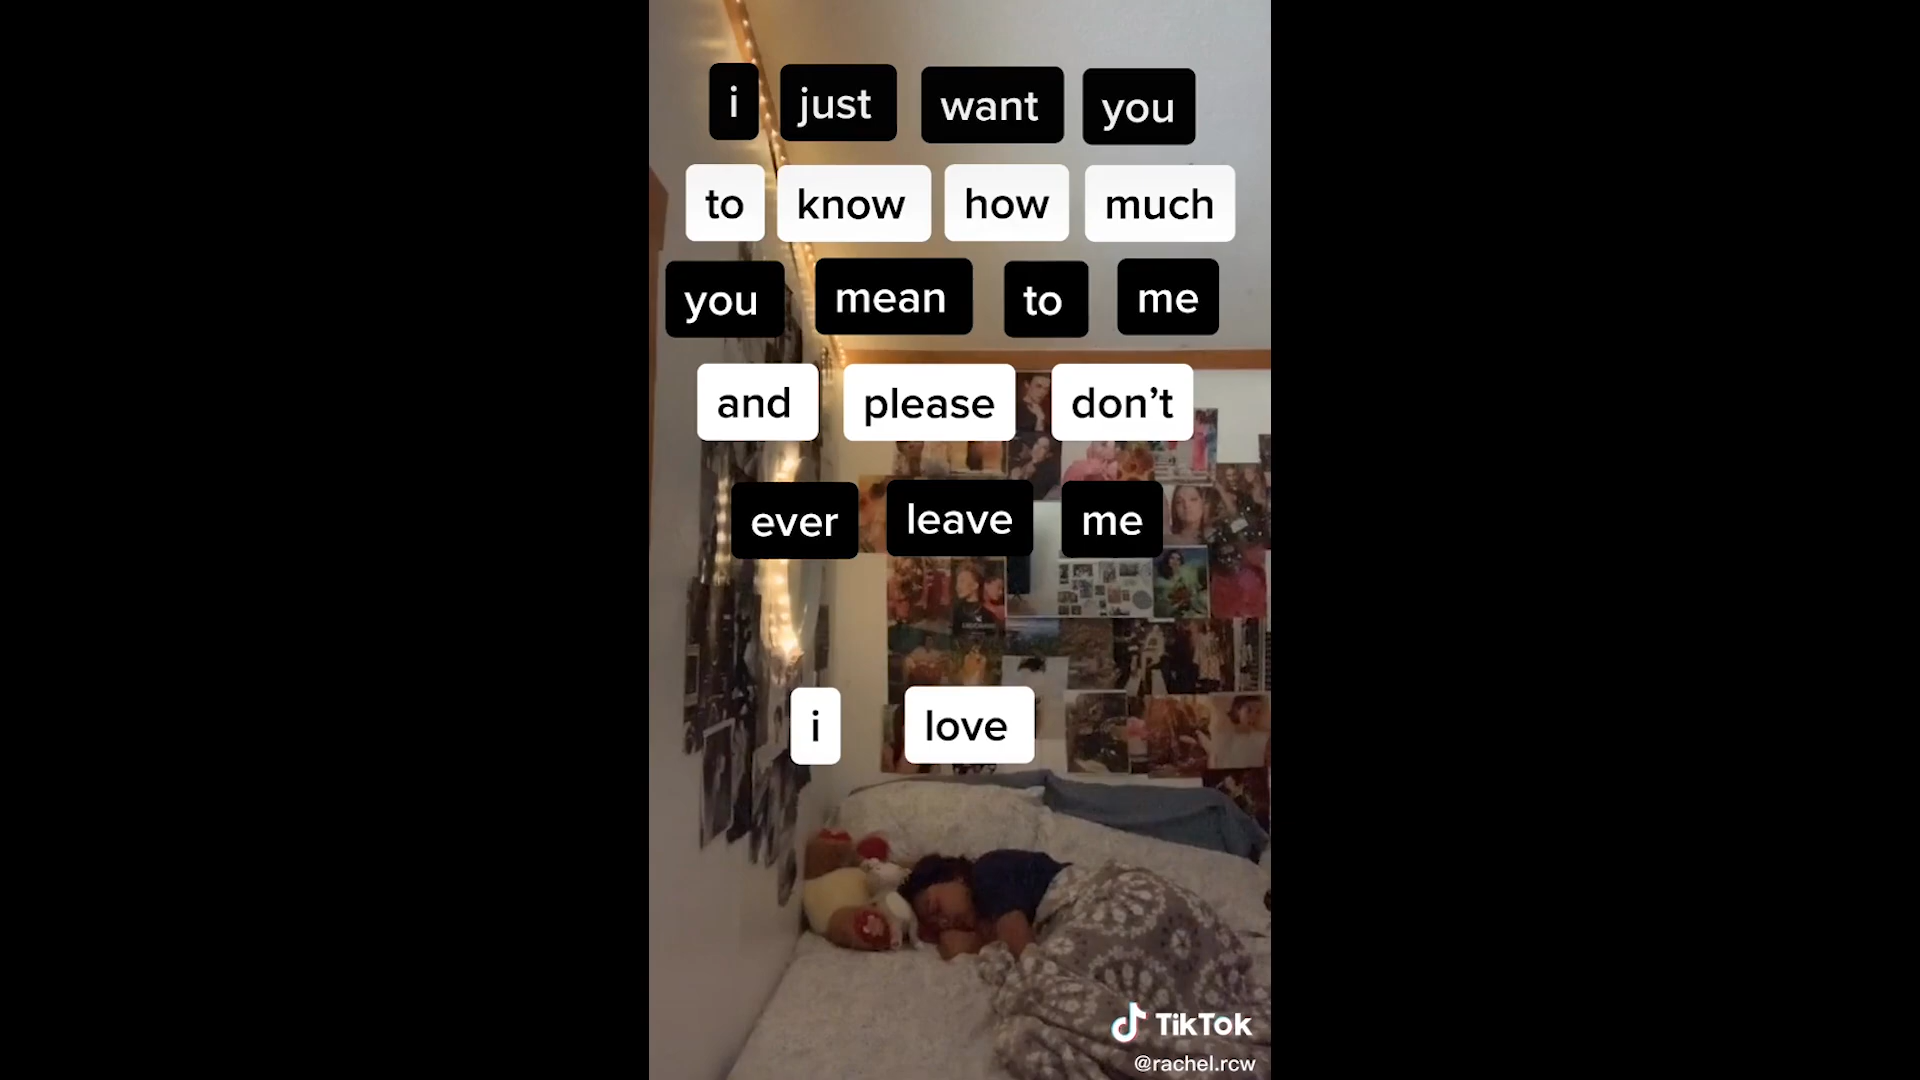 i just want you
to know how much
you mean to me
and please don't
ever leave me
i love
TikTok
@rachel.rcw